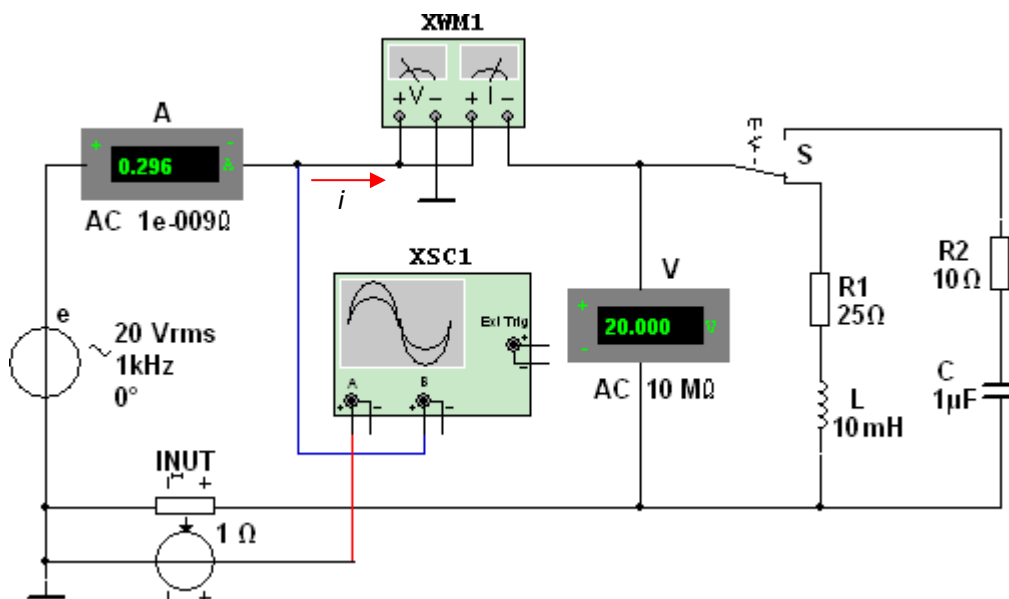 XWM1
V I
+ − + −
A
+ −
0.296 A
AC 1e-009Ω
i
S
R2
10Ω
XSC1
Ext Trig
+
−
A B
+ − + −
V
+
20.000 V
−
AC 10 MΩ
R1
25Ω
e
20 Vrms
1kHz
0°
C
1µF
L
10mH
INUT
− +
1 Ω
− +